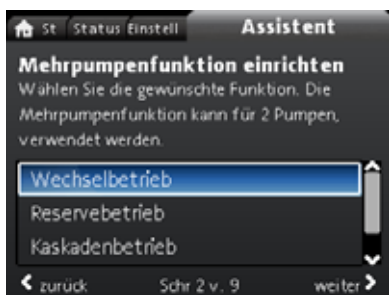 St Status Einstell Assistent
Mehrpumpenfunktion einrichten
Wählen Sie die gewünschte Funktion. Die
Mehrpumpenfunktion kann für 2 Pumpen,
verwendet werden.
Wechselbetrieb
Reservebetrieb
Kaskadenbetrieb
zurück Schr 2 v. 9 weiter